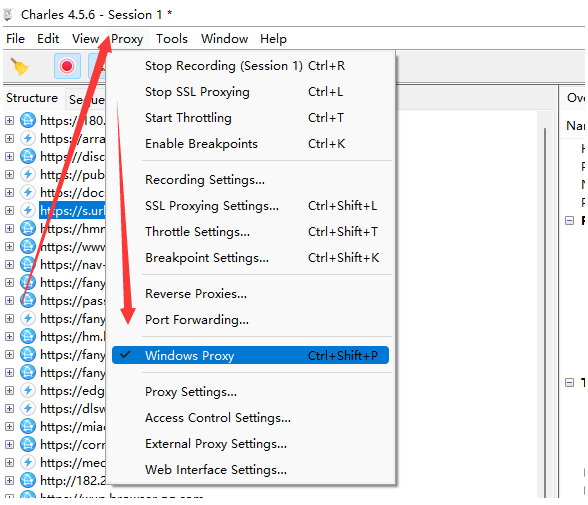 Charles 4.5.6 - Session 1 *
File Edit View Proxy Tools Window Help
Stop Recording (Session 1) Ctrl+R
Stop SSL Proxying Ctrl+L
Start Throttling Ctrl+T
Enable Breakpoints Ctrl+K
Recording Settings...
SSL Proxying Settings... Ctrl+Shift+L
Throttle Settings... Ctrl+Shift+T
Breakpoint Settings... Ctrl+Shift+K
Reverse Proxies...
Port Forwarding...
Windows Proxy Ctrl+Shift+P
Proxy Settings...
Access Control Settings...
External Proxy Settings...
Web Interface Settings...
Structure Seque
https://180.
https://arra
https://disc
https://pub
https://doc
https://s.url
https://hmr
https://www
https://nav-
https://fany
https://pass
https://fany
https://hm.l
https://fany
https://fany
https://edg
https://dlsw
https://mia
https://corr
https://med
http://182.2
Ov
Na